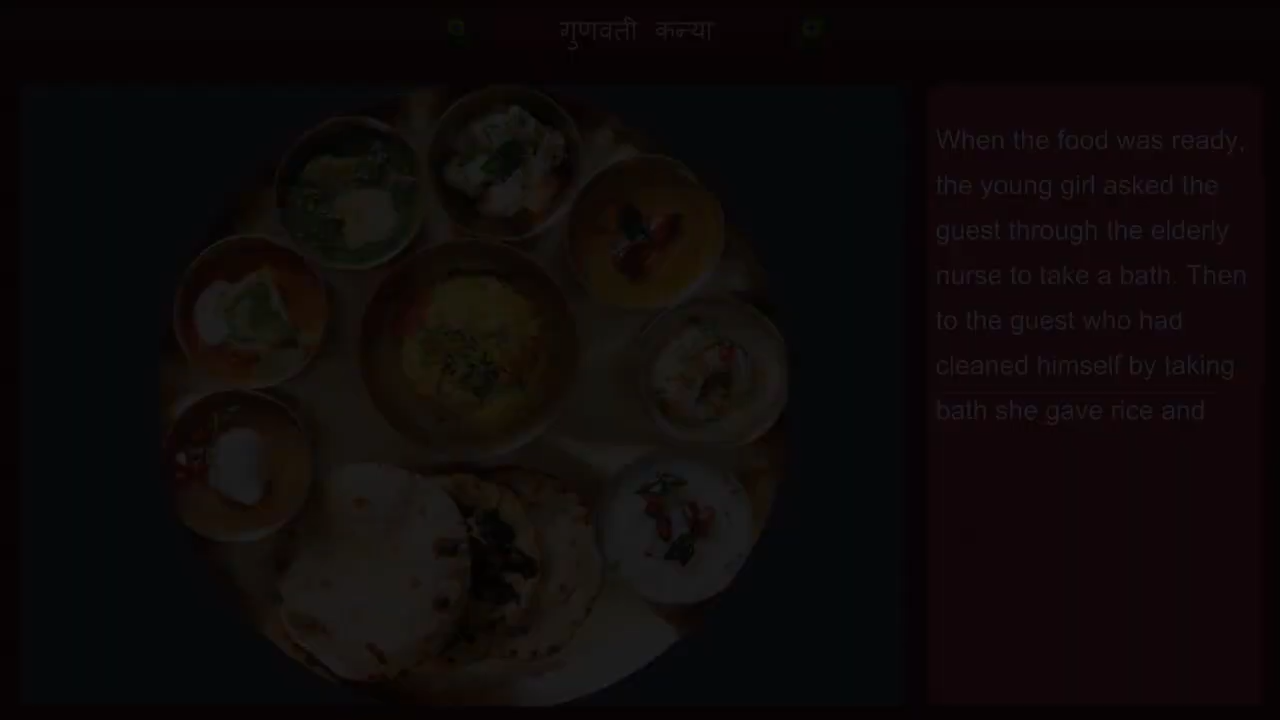 गुणवती कन्या
When the food was ready,
the young girl asked the
guest through the elderly
nurse to take a bath. Then
to the guest who had
cleaned himself by taking
bath she gave rice and